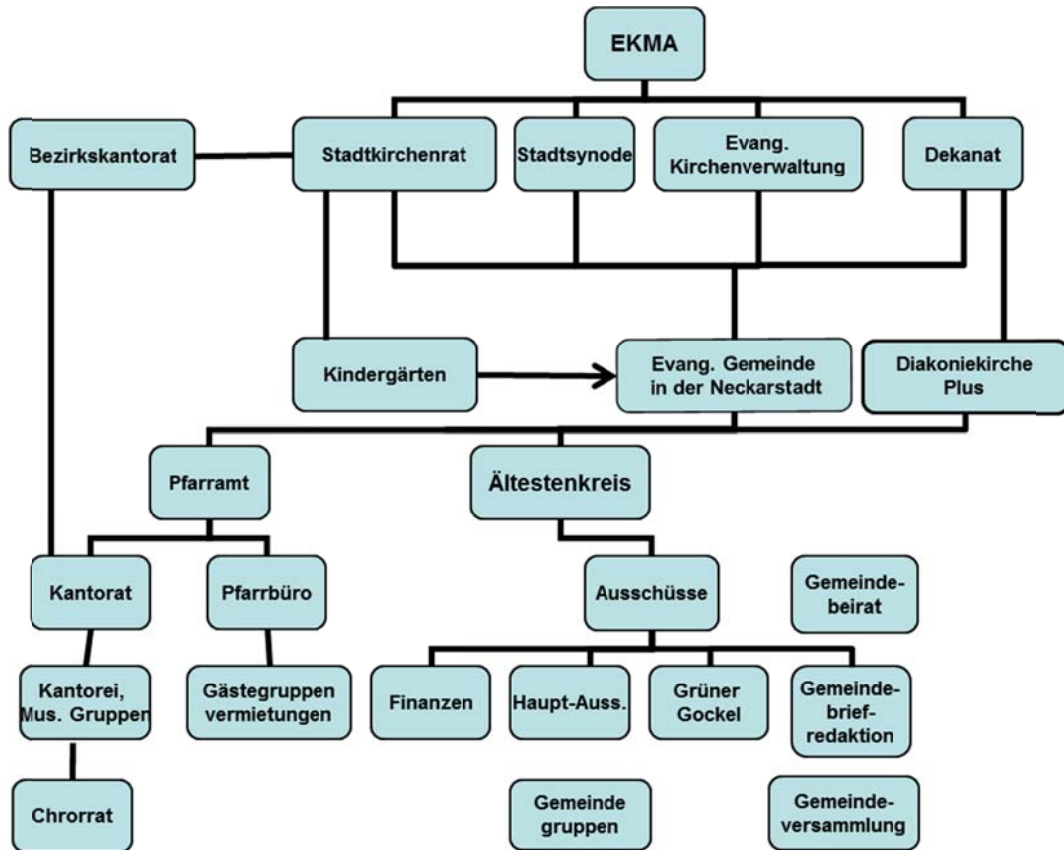 EKMA
Bezirkskantorat
Stadtkirchenrat
Stadtsynode
Evang.
Kirchenverwaltung
Dekanat
Kindergärten
Evang. Gemeinde
in der Neckarstadt
Diakoniekirche
Plus
Pfarramt
Ältestenkreis
Kantorat
Pfarrbüro
Ausschüsse
Gemeinde-
beirat
Kantorei,
Mus. Gruppen
Gästegruppen
vermietungen
Finanzen
Haupt-Auss.
Grüner
Gockel
Gemeinde-
brief-
redaktion
Chrorrat
Gemeinde
gruppen
Gemeinde-
versammlung